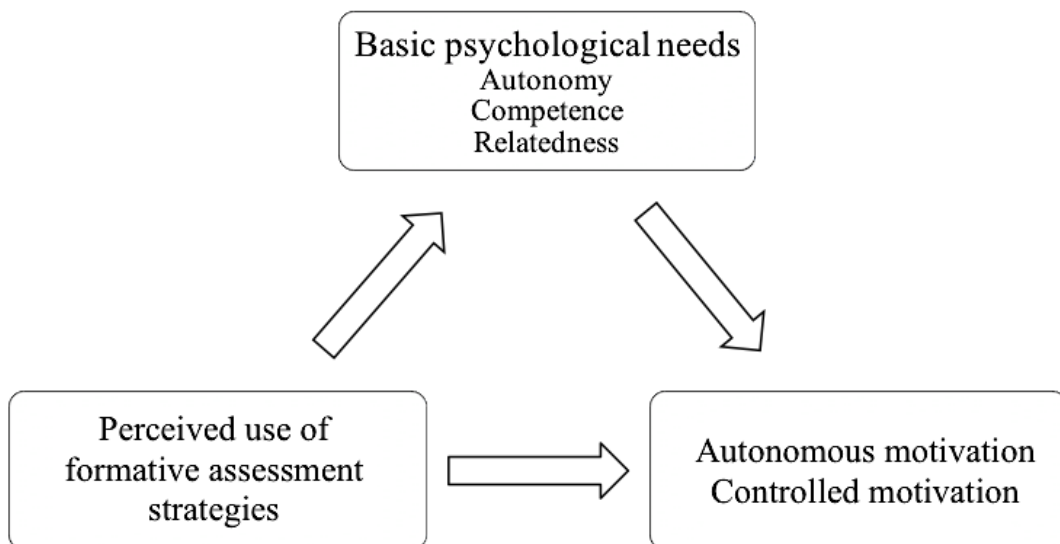 Basic psychological needs
Autonomy
Competence
Relatedness
Perceived use of
formative assessment
strategies
Autonomous motivation
Controlled motivation